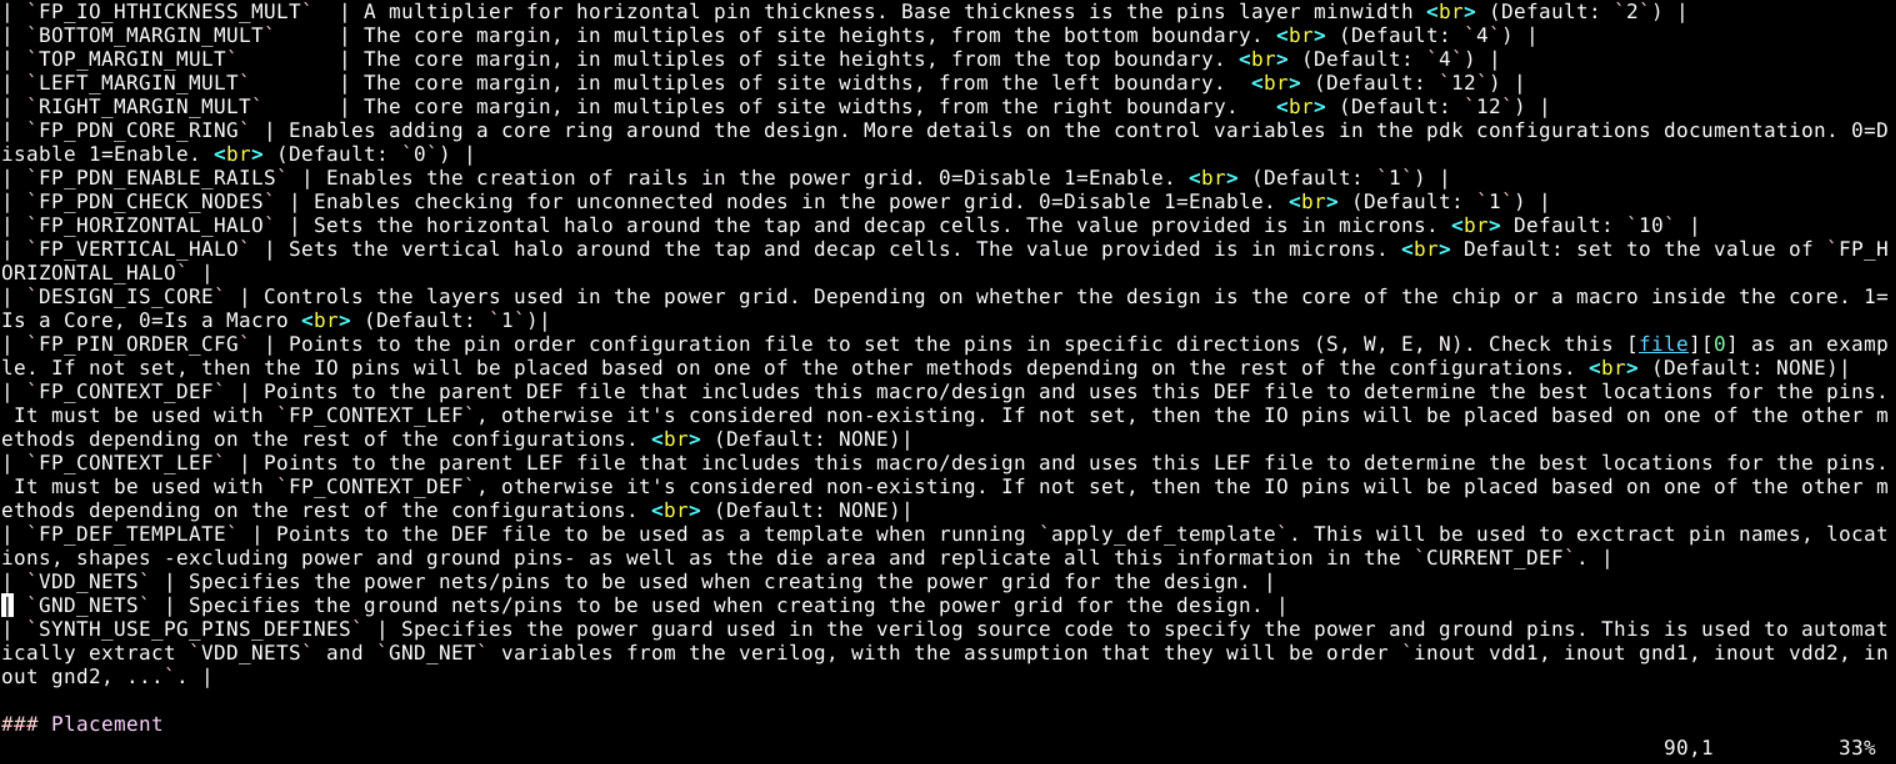 | `FP_IO_HTHICKNESS_MULT`  | A multiplier for horizontal pin thickness. Base thickness is the pins layer minwidth <br> (Default: `2`) |
| `BOTTOM_MARGIN_MULT`     | The core margin, in multiples of site heights, from the bottom boundary. <br> (Default: `4`) |
| `TOP_MARGIN_MULT`        | The core margin, in multiples of site heights, from the top boundary. <br> (Default: `4`) |
| `LEFT_MARGIN_MULT`       | The core margin, in multiples of site widths, from the left boundary.  <br> (Default: `12`) |
| `RIGHT_MARGIN_MULT`      | The core margin, in multiples of site widths, from the right boundary.   <br> (Default: `12`) |
| `FP_PDN_CORE_RING` | Enables adding a core ring around the design. More details on the control variables in the pdk configurations documentation. 0=D
isable 1=Enable. <br> (Default: `0`) |
| `FP_PDN_ENABLE_RAILS` | Enables the creation of rails in the power grid. 0=Disable 1=Enable. <br> (Default: `1`) |
| `FP_PDN_CHECK_NODES` | Enables checking for unconnected nodes in the power grid. 0=Disable 1=Enable. <br> (Default: `1`) |
| `FP_HORIZONTAL_HALO` | Sets the horizontal halo around the tap and decap cells. The value provided is in microns. <br> Default: `10` |
| `FP_VERTICAL_HALO` | Sets the vertical halo around the tap and decap cells. The value provided is in microns. <br> Default: set to the value of `FP_H
ORIZONTAL_HALO` |
| `DESIGN_IS_CORE` | Controls the layers used in the power grid. Depending on whether the design is the core of the chip or a macro inside the core. 1=
Is a Core, 0=Is a Macro <br> (Default: `1`)|
| `FP_PIN_ORDER_CFG` | Points to the pin order configuration file to set the pins in specific directions (S, W, E, N). Check this [file][0] as an examp
le. If not set, then the IO pins will be placed based on one of the other methods depending on the rest of the configurations. <br> (Default: NONE)|
| `FP_CONTEXT_DEF` | Points to the parent DEF file that includes this macro/design and uses this DEF file to determine the best locations for the pins.
 It must be used with `FP_CONTEXT_LEF`, otherwise it's considered non-existing. If not set, then the IO pins will be placed based on one of the other m
ethods depending on the rest of the configurations. <br> (Default: NONE)|
| `FP_CONTEXT_LEF` | Points to the parent LEF file that includes this macro/design and uses this LEF file to determine the best locations for the pins.
 It must be used with `FP_CONTEXT_DEF`, otherwise it's considered non-existing. If not set, then the IO pins will be placed based on one of the other m
ethods depending on the rest of the configurations. <br> (Default: NONE)|
| `FP_DEF_TEMPLATE` | Points to the DEF file to be used as a template when running `apply_def_template`. This will be used to exctract pin names, locat
ions, shapes -excluding power and ground pins- as well as the die area and replicate all this information in the `CURRENT_DEF`. |
| `VDD_NETS` | Specifies the power nets/pins to be used when creating the power grid for the design. |
| `GND_NETS` | Specifies the ground nets/pins to be used when creating the power grid for the design. |
| `SYNTH_USE_PG_PINS_DEFINES` | Specifies the power guard used in the verilog source code to specify the power and ground pins. This is used to automat
ically extract `VDD_NETS` and `GND_NET` variables from the verilog, with the assumption that they will be order `inout vdd1, inout gnd1, inout vdd2, in
out gnd2, ...`. |
### Placement
90,1 33%